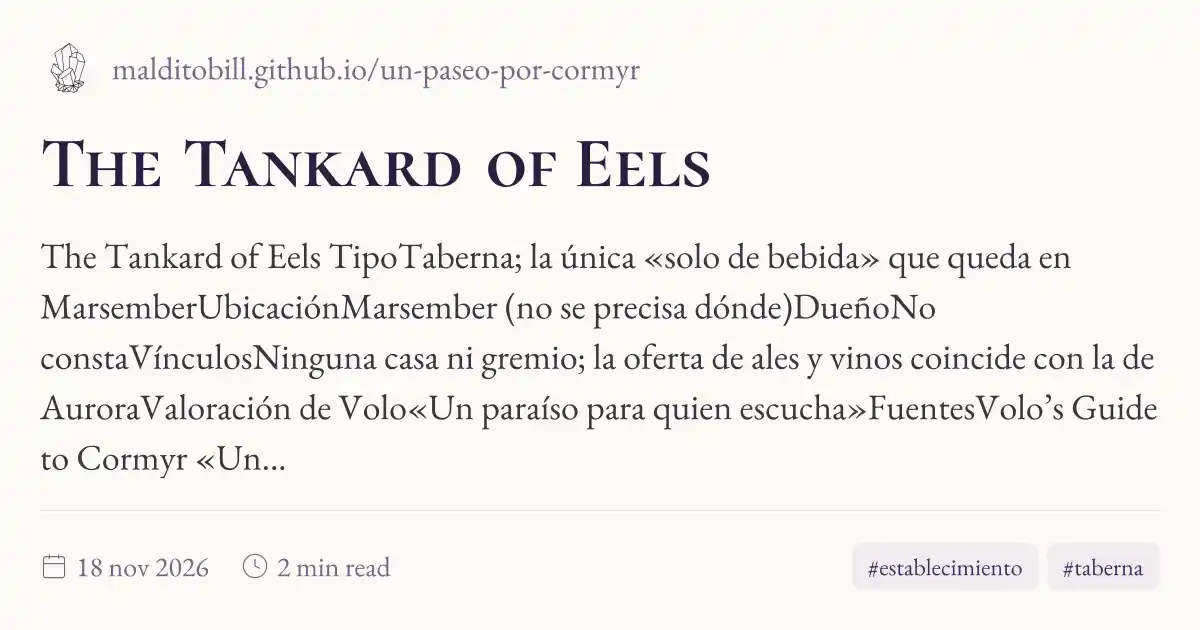 malditobill.github.io/un-paseo-por-cormyr
The Tankard of Eels
The Tankard of Eels TipoTaberna; la única «solo de bebida» que queda en
MarsemberUbicaciónMarsember (no se precisa dónde)DueñoNo
constaVínculosNinguna casa ni gremio; la oferta de ales y vinos coincide con la de
AuroraValoración de Volo«Un paraíso para quien escucha»FuentesVolo’s Guide
to Cormyr «Un...
18 nov 2026 2 min read #establecimiento #taberna